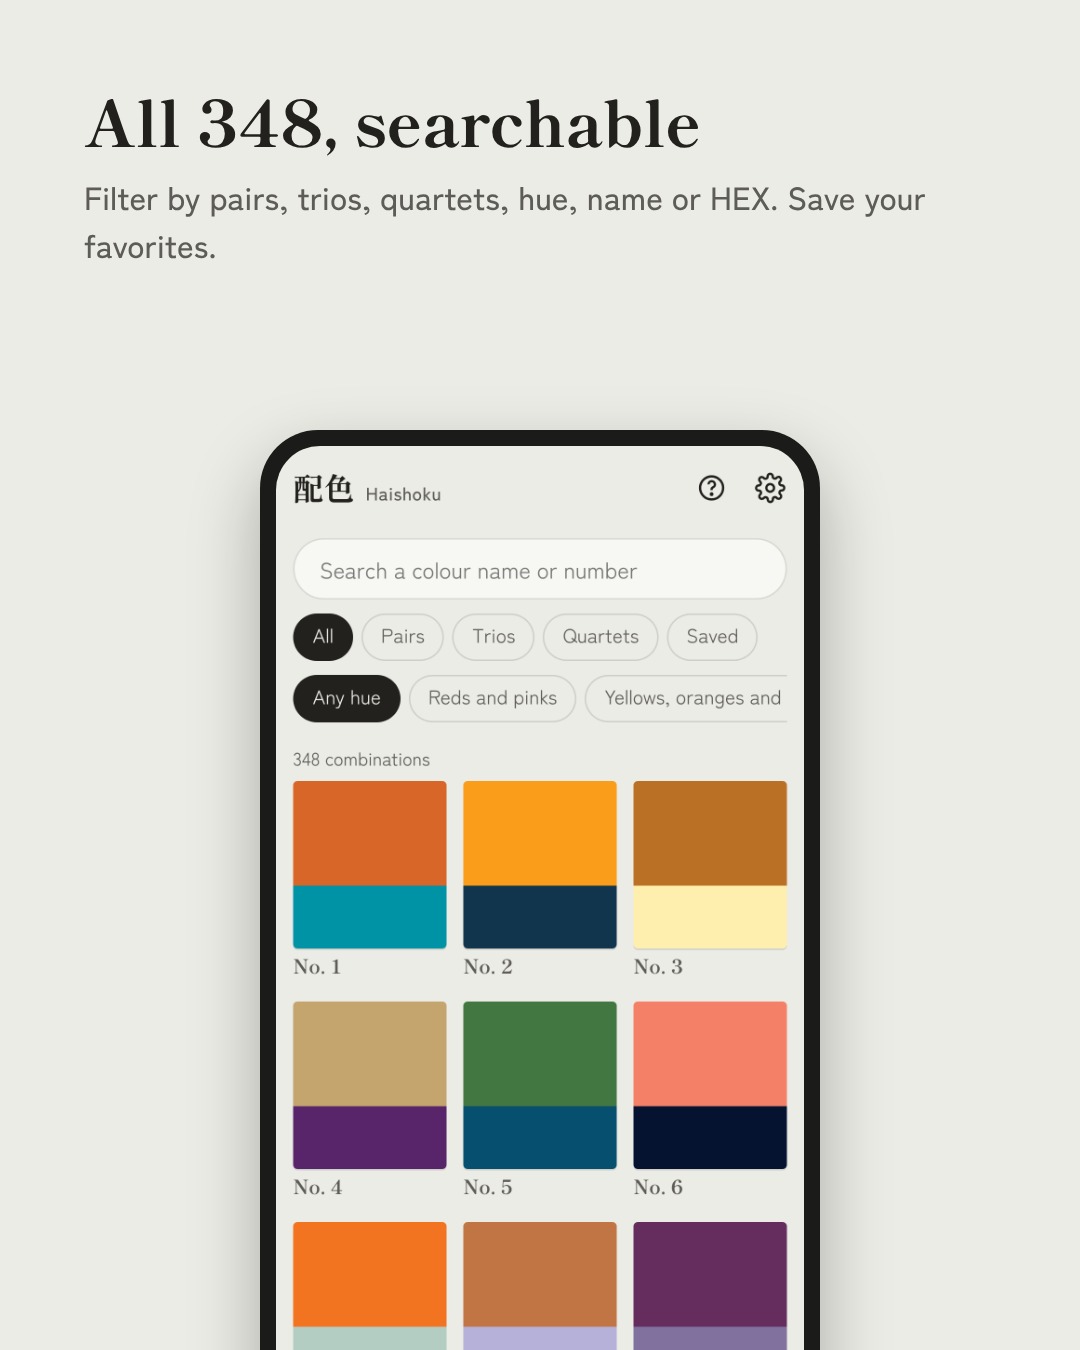 All 348, searchable
Filter by pairs, trios, quartets, hue, name or HEX. Save your
favorites.
配色 Haishoku
Search a colour name or number
All Pairs Trios Quartets Saved
Any hue Reds and pinks Yellows, oranges and
348 combinations
No. 1 No. 2 No. 3
No. 4 No. 5 No. 6